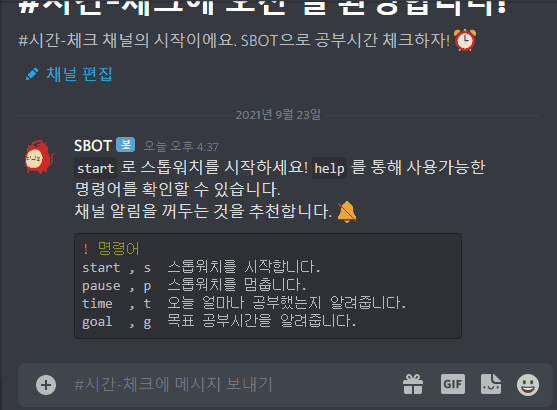 #시간-체크에 오신 걸 환영합니다!
#시간-체크 채널의 시작이에요. SBOT으로 공부시간 체크하자! ⏰
채널 편집
2021년 9월 23일
SBOT 봇 오늘 오후 4:37
start 로 스톱워치를 시작하세요! help 를 통해 사용가능한
명령어를 확인할 수 있습니다.
채널 알림을 꺼두는 것을 추천합니다. 🔕
! 명령어
start , s 스톱워치를 시작합니다.
pause , p 스톱워치를 멈춥니다.
time , t 오늘 얼마나 공부했는지 알려줍니다.
goal , g 목표 공부시간을 알려줍니다.
#시간-체크에 메시지 보내기
GIF